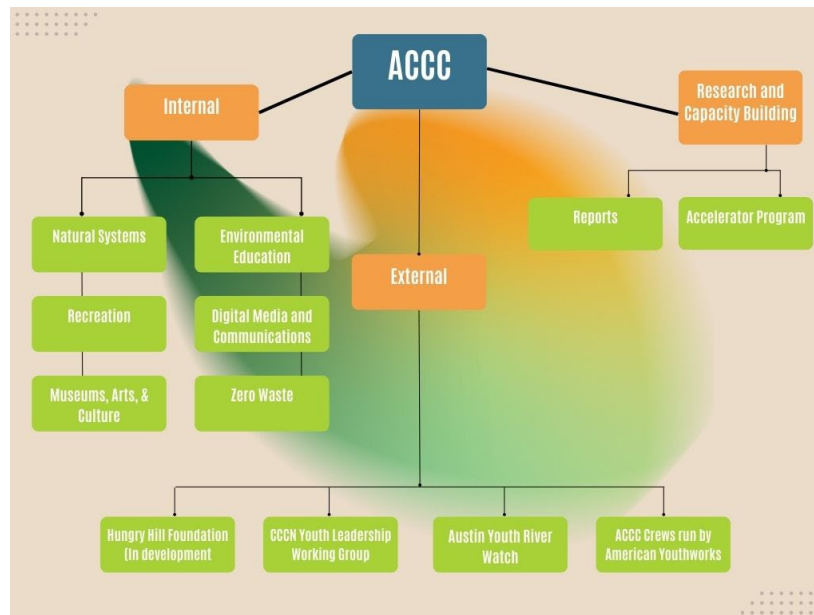 ACCC
Internal
Research and
Capacity Building
Natural Systems
Environmental
Education
Reports
Accelerator Program
External
Recreation
Digital Media and
Communications
Museums, Arts, &
Culture
Zero Waste
Hungry Hill Foundation
(In development
CCCN Youth Leadership
Working Group
Austin Youth River
Watch
ACCC Crews run by
American Youthworks